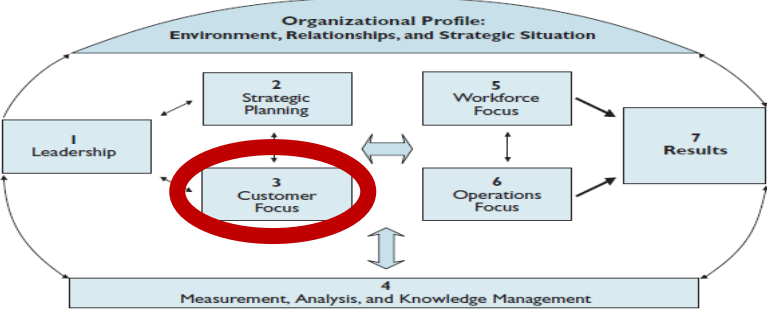 Organizational Profile:
Environment, Relationships, and Strategic Situation
1
Leadership
2
Strategic
Planning
3
Customer
Focus
5
Workforce
Focus
6
Operations
Focus
7
Results
4
Measurement, Analysis, and Knowledge Management